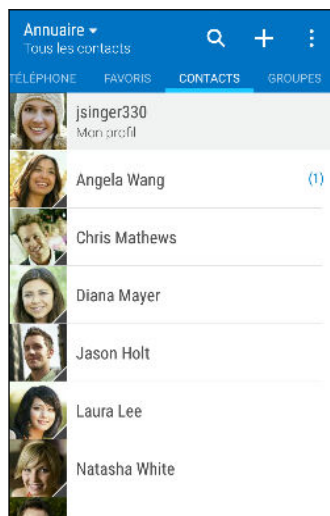 Annuaire
Tous les contacts
TÉLÉPHONE FAVORIS CONTACTS GROUPES
jsinger330
Mon profil
Angela Wang (1)
Chris Mathews
Diana Mayer
Jason Holt
Laura Lee
Natasha White